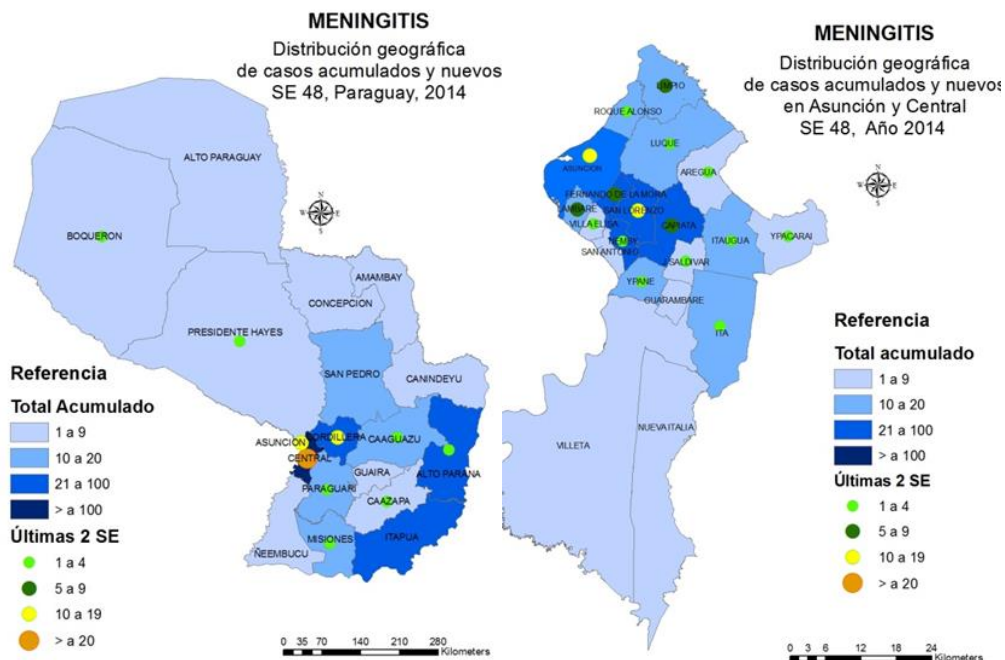 MENINGITIS
Distribución geográfica
de casos acumulados y nuevos
SE 48, Paraguay, 2014
N
W E
S
ALTO PARAGUAY
BOQUERON
AMAMBAY
CONCEPCION
PRESIDENTE HAYES
SAN PEDRO
CANINDEYU
ASUNCION
CORDILLERA
CAAGUAZU
CENTRAL
GUAIRA
ALTO PARANA
PARAGUARI
CAAZAPA
MISIONES
ITAPUA
ÑEEMBUCU
Referencia
Total Acumulado
1 a 9
10 a 20
21 a 100
> a 100
Últimas 2 SE
1 a 4
5 a 9
10 a 19
> a 20
0 35 70 140 210 280
Kilometers
MENINGITIS
Distribución geográfica
de casos acumulados y nuevos
en Asunción y Central
SE 48, Año 2014
N
W E
S
LIMPIO
ROQUE ALONSO
LUQUE
ASUNCION
AREGUA
FERNANDO DE LA MORA
LAMBARE
SAN LORENZO
VILLA ELISA
CAPIATA
ÑEMBY
ITAUGUA
YPACARAI
SAN ANTONIO
J.SALDIVAR
YPANE
GUARAMBARE
ITA
VILLETA
NUEVA ITALIA
Referencia
Total acumulado
1 a 9
10 a 20
21 a 100
> a 100
Últimas 2 SE
1 a 4
5 a 9
10 a 19
> a 20
0 3 6 12 18 24
Kilometers